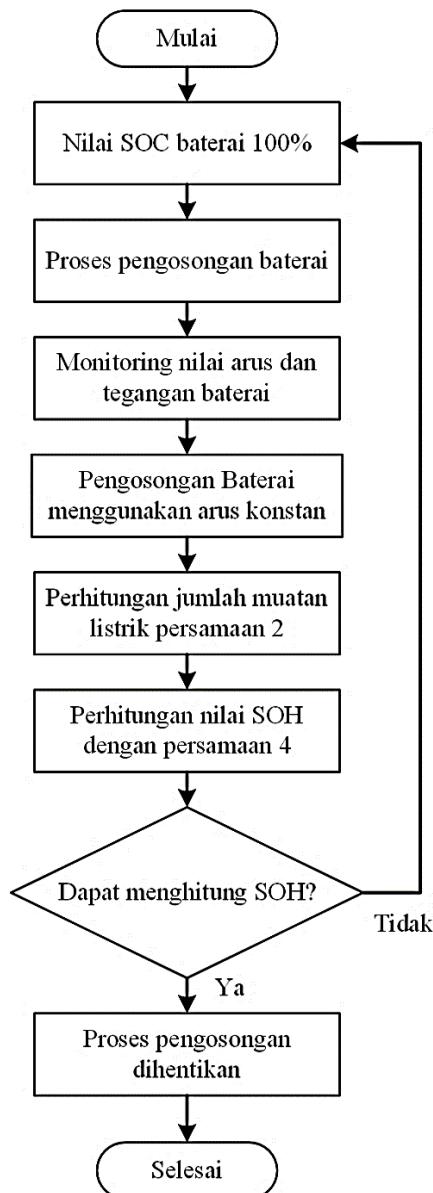 Mulai
Nilai SOC baterai 100%
Proses pengosongan baterai
Monitoring nilai arus dan
tegangan baterai
Pengosongan Baterai
menggunakan arus konstan
Perhitungan jumlah muatan
listrik persamaan 2
Perhitungan nilai SOH
dengan persamaan 4
Dapat menghitung SOH?
Tidak
Ya
Proses pengosongan
dihentikan
Selesai